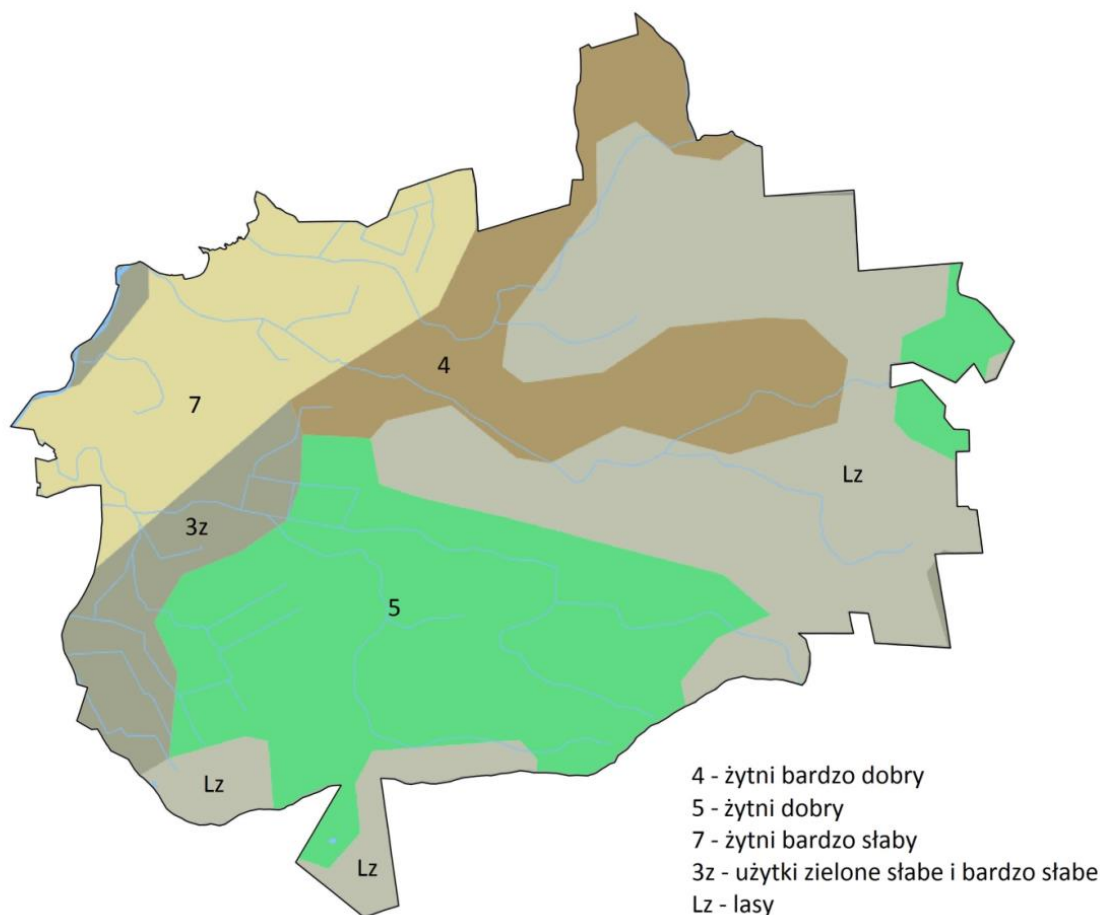 4
7
Lz
3z
5
Lz
Lz
4 - żytni bardzo dobry
5 - żytni dobry
7 - żytni bardzo słaby
3z - użytki zielone słabe i bardzo słabe
Lz - lasy